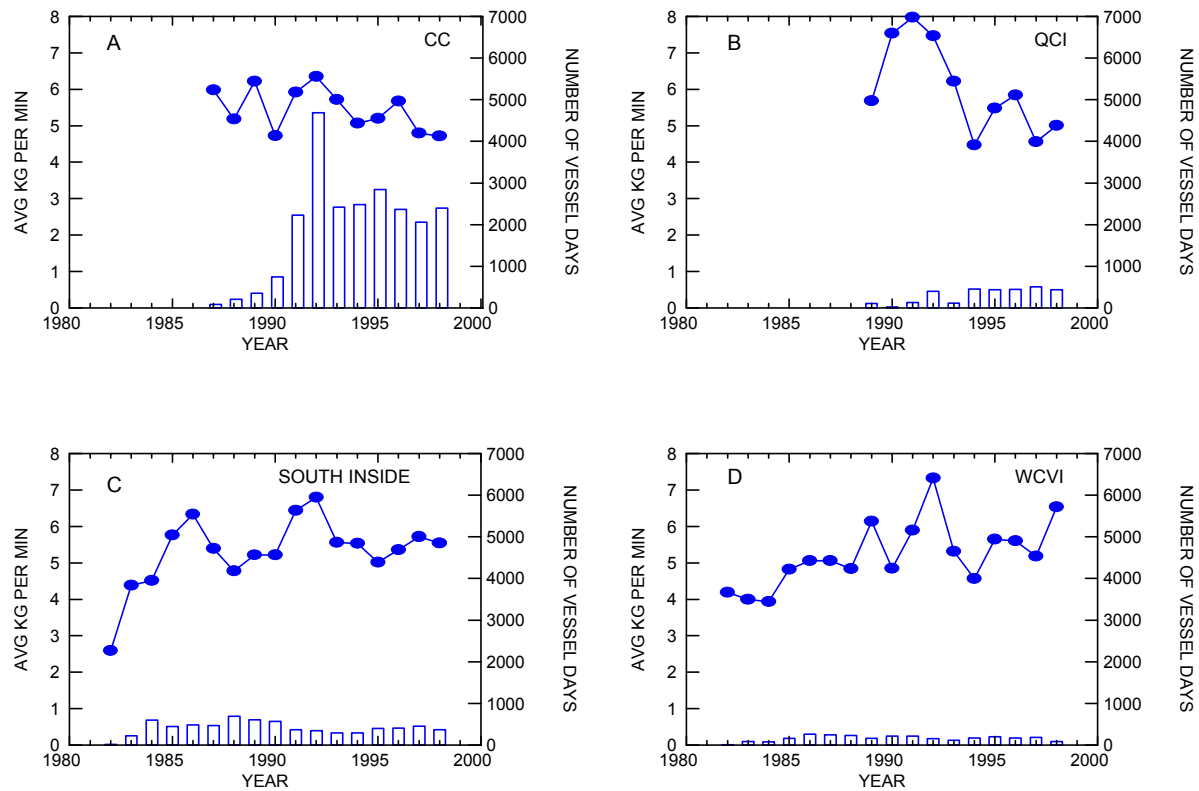 A
CC
8
7
6
5
4
3
2
1
0
AVG KG PER MIN
7000
6000
5000
4000
3000
2000
1000
0
NUMBER OF VESSEL DAYS
1980 1985 1990 1995 2000
YEAR
B
QCI
8
7
6
5
4
3
2
1
0
AVG KG PER MIN
7000
6000
5000
4000
3000
2000
1000
0
NUMBER OF VESSEL DAYS
1980 1985 1990 1995 2000
YEAR
C
SOUTH INSIDE
8
7
6
5
4
3
2
1
0
AVG KG PER MIN
7000
6000
5000
4000
3000
2000
1000
0
NUMBER OF VESSEL DAYS
1980 1985 1990 1995 2000
YEAR
D
WCVI
8
7
6
5
4
3
2
1
0
AVG KG PER MIN
7000
6000
5000
4000
3000
2000
1000
0
NUMBER OF VESSEL DAYS
1980 1985 1990 1995 2000
YEAR